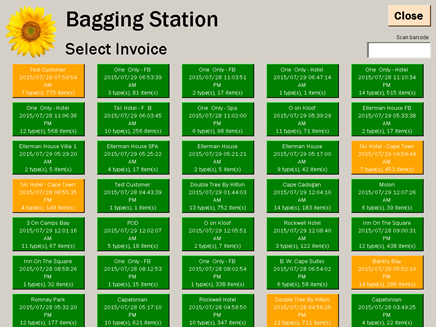 Bagging Station
Close
Select Invoice
Scan barcode
Test Customer
2015/07/29 07:59:54
AM
7 type(s), 775 item(s)
One Only - FB
2015/07/29 06:53:39
AM
3 type(s), 81 item(s)
One Only - FB
2015/07/28 11:03:51
PM
2 type(s), 17 item(s)
One Only - Hotel
2015/07/29 06:47:14
AM
1 type(s), 1 item(s)
One Only - Hotel
2015/07/28 11:10:34
PM
14 type(s), 515 item(s)
One Only - Hotel
2015/07/28 11:06:36
PM
12 type(s), 568 item(s)
TAJ Hotel - F B
2015/07/29 06:03:45
AM
10 type(s), 256 item(s)
One Only - Spa
2015/07/28 11:02:00
PM
6 type(s), 98 item(s)
O on Kloof
2015/07/29 05:39:29
AM
11 type(s), 71 item(s)
Ellerman House FB
2015/07/29 05:33:38
AM
2 type(s), 17 item(s)
Ellerman House Villa 1
2015/07/29 05:29:20
AM
2 type(s), 5 item(s)
Ellerman House SPA
2015/07/29 05:25:22
AM
4 type(s), 17 item(s)
Ellerman House
2015/07/29 05:21:21
AM
2 type(s), 5 item(s)
Ellerman House
2015/07/29 05:17:00
AM
9 type(s), 42 item(s)
TAJ Hotel - Cape Town
2015/07/29 04:54:44
AM
7 type(s), 453 item(s)
TAJ Hotel - Cape Town
2015/07/28 08:55:35
PM
4 type(s), 148 item(s)
Test Customer
2015/07/28 04:43:39
PM
1 type(s), 1 item(s)
Double Tree By Hilton
2015/07/29 01:44:03
AM
13 type(s), 752 item(s)
Cape Cadogan
2015/07/29 12:04:10
AM
14 type(s), 183 item(s)
Molori
2015/07/29 12:07:26
AM
6 type(s), 39 item(s)
3 On Camps Bay
2015/07/29 12:01:16
AM
11 type(s), 67 item(s)
POD
2015/07/29 12:02:07
AM
5 type(s), 18 item(s)
O on Kloof
2015/07/29 12:05:51
AM
2 type(s), 7 item(s)
Rockwell Hotel
2015/07/29 12:08:40
AM
3 type(s), 122 item(s)
Inn On The Square
2015/07/28 09:00:31
PM
12 type(s), 438 item(s)
Inn On The Square
2015/07/28 08:58:26
PM
1 type(s), 32 item(s)
One Only - FB
2015/07/28 08:12:53
PM
1 type(s), 15 item(s)
One Only - FB
2015/07/28 08:02:54
PM
1 type(s), 338 item(s)
B. W. Cape Suites
2015/07/28 06:54:02
PM
6 type(s), 58 item(s)
Bantry Bay
2015/07/28 05:52:10
PM
14 type(s), 288 item(s)
Romney Park
2015/07/28 05:32:20
PM
12 type(s), 177 item(s)
Capetonian
2015/07/28 05:17:10
PM
10 type(s), 621 item(s)
Rockwell Hotel
2015/07/28 04:58:50
PM
10 type(s), 347 item(s)
Double Tree By Hilton
2015/07/28 04:56:25
PM
11 type(s), 711 item(s)
Capetonian
2015/07/28 03:49:25
PM
4 type(s), 22 item(s)